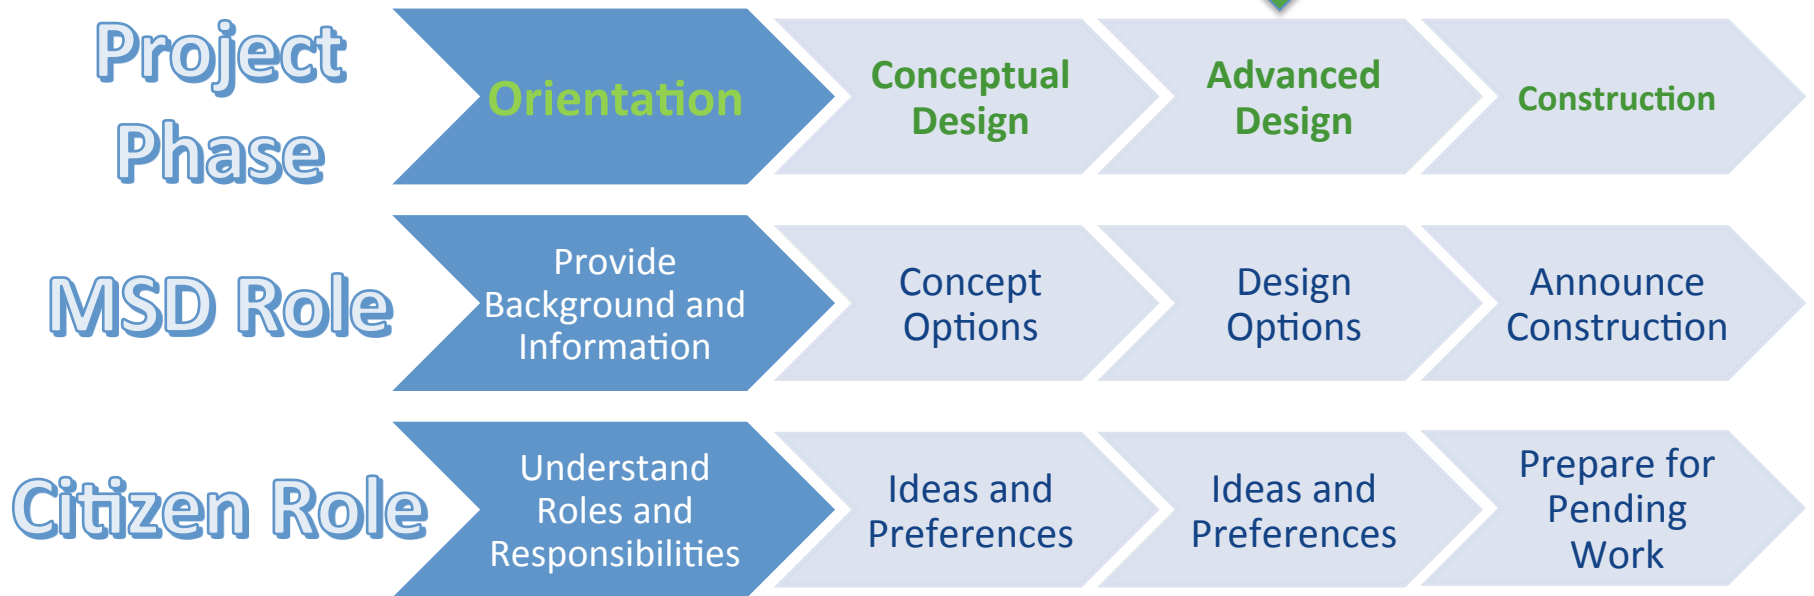 Project
Phase
Orientation
Conceptual
Design
Advanced
Design
Construction
MSD Role
Provide
Background and
Information
Concept
Options
Design
Options
Announce
Construction
Citizen Role
Understand
Roles and
Responsibilities
Ideas and
Preferences
Ideas and
Preferences
Prepare for
Pending
Work